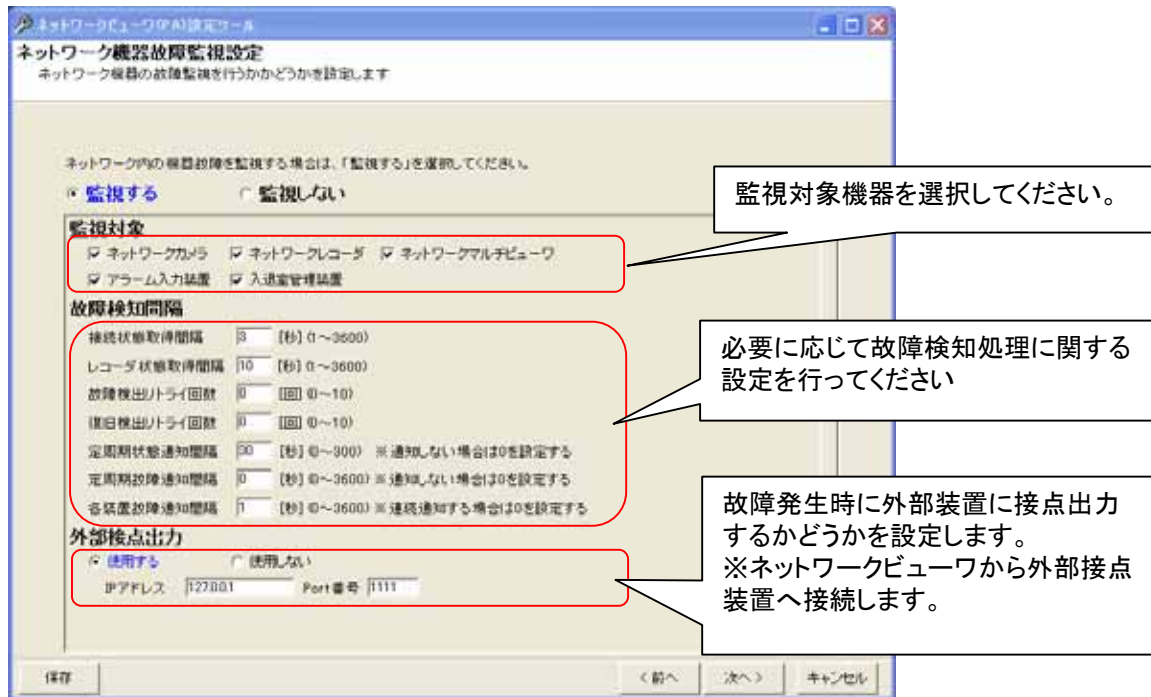 ネットワークビューワ(PA)設定ツール
ネットワーク機器故障監視設定
ネットワーク機器の故障監視を行うかどうかを設定します
ネットワーク内の機器故障を監視する場合は、「監視する」を選択してください。
監視する 監視しない
監視対象機器を選択してください。
監視対象
ネットワークカメラ ネットワークレコーダ ネットワークマルチビューワ
アラーム入力装置 入退室管理装置
故障検知間隔
接続状態取得間隔 3 [秒] (1～3600)
レコーダ状態取得間隔 10 [秒] (1～3600)
故障検出リトライ回数 0 [回] (0～10)
復旧検出リトライ回数 0 [回] (0～10)
定周期状態通知間隔 30 [秒] (0～300) ※通知しない場合は0を設定する
定周期故障通知間隔 0 [秒] (0～3600) ※通知しない場合は0を設定する
各装置故障通知間隔 1 [秒] (0～3600) ※連続通知する場合は0を設定する
必要に応じて故障検知処理に関する
設定を行ってください
外部接点出力
使用する 使用しない
IPアドレス 127.0.0.1 Port番号 1111
故障発生時に外部装置に接点出力
するかどうかを設定します。
※ネットワークビューワから外部接点
装置へ接続します。
保存 <前へ 次へ> キャンセル